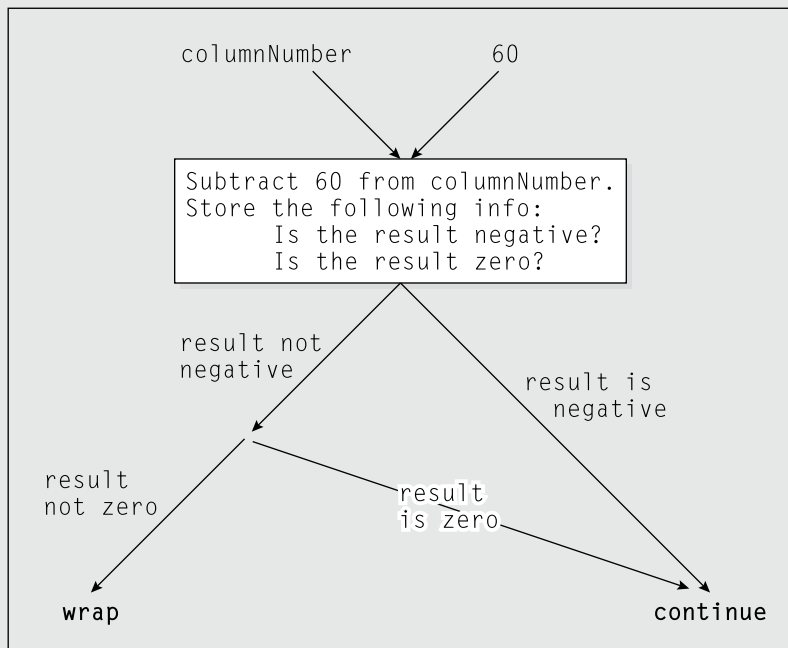 columnNumber
60
Subtract 60 from columnNumber.
Store the following info:
Is the result negative?
Is the result zero?
result not
negative
result is
negative
result
not zero
result
is zero
wrap
continue